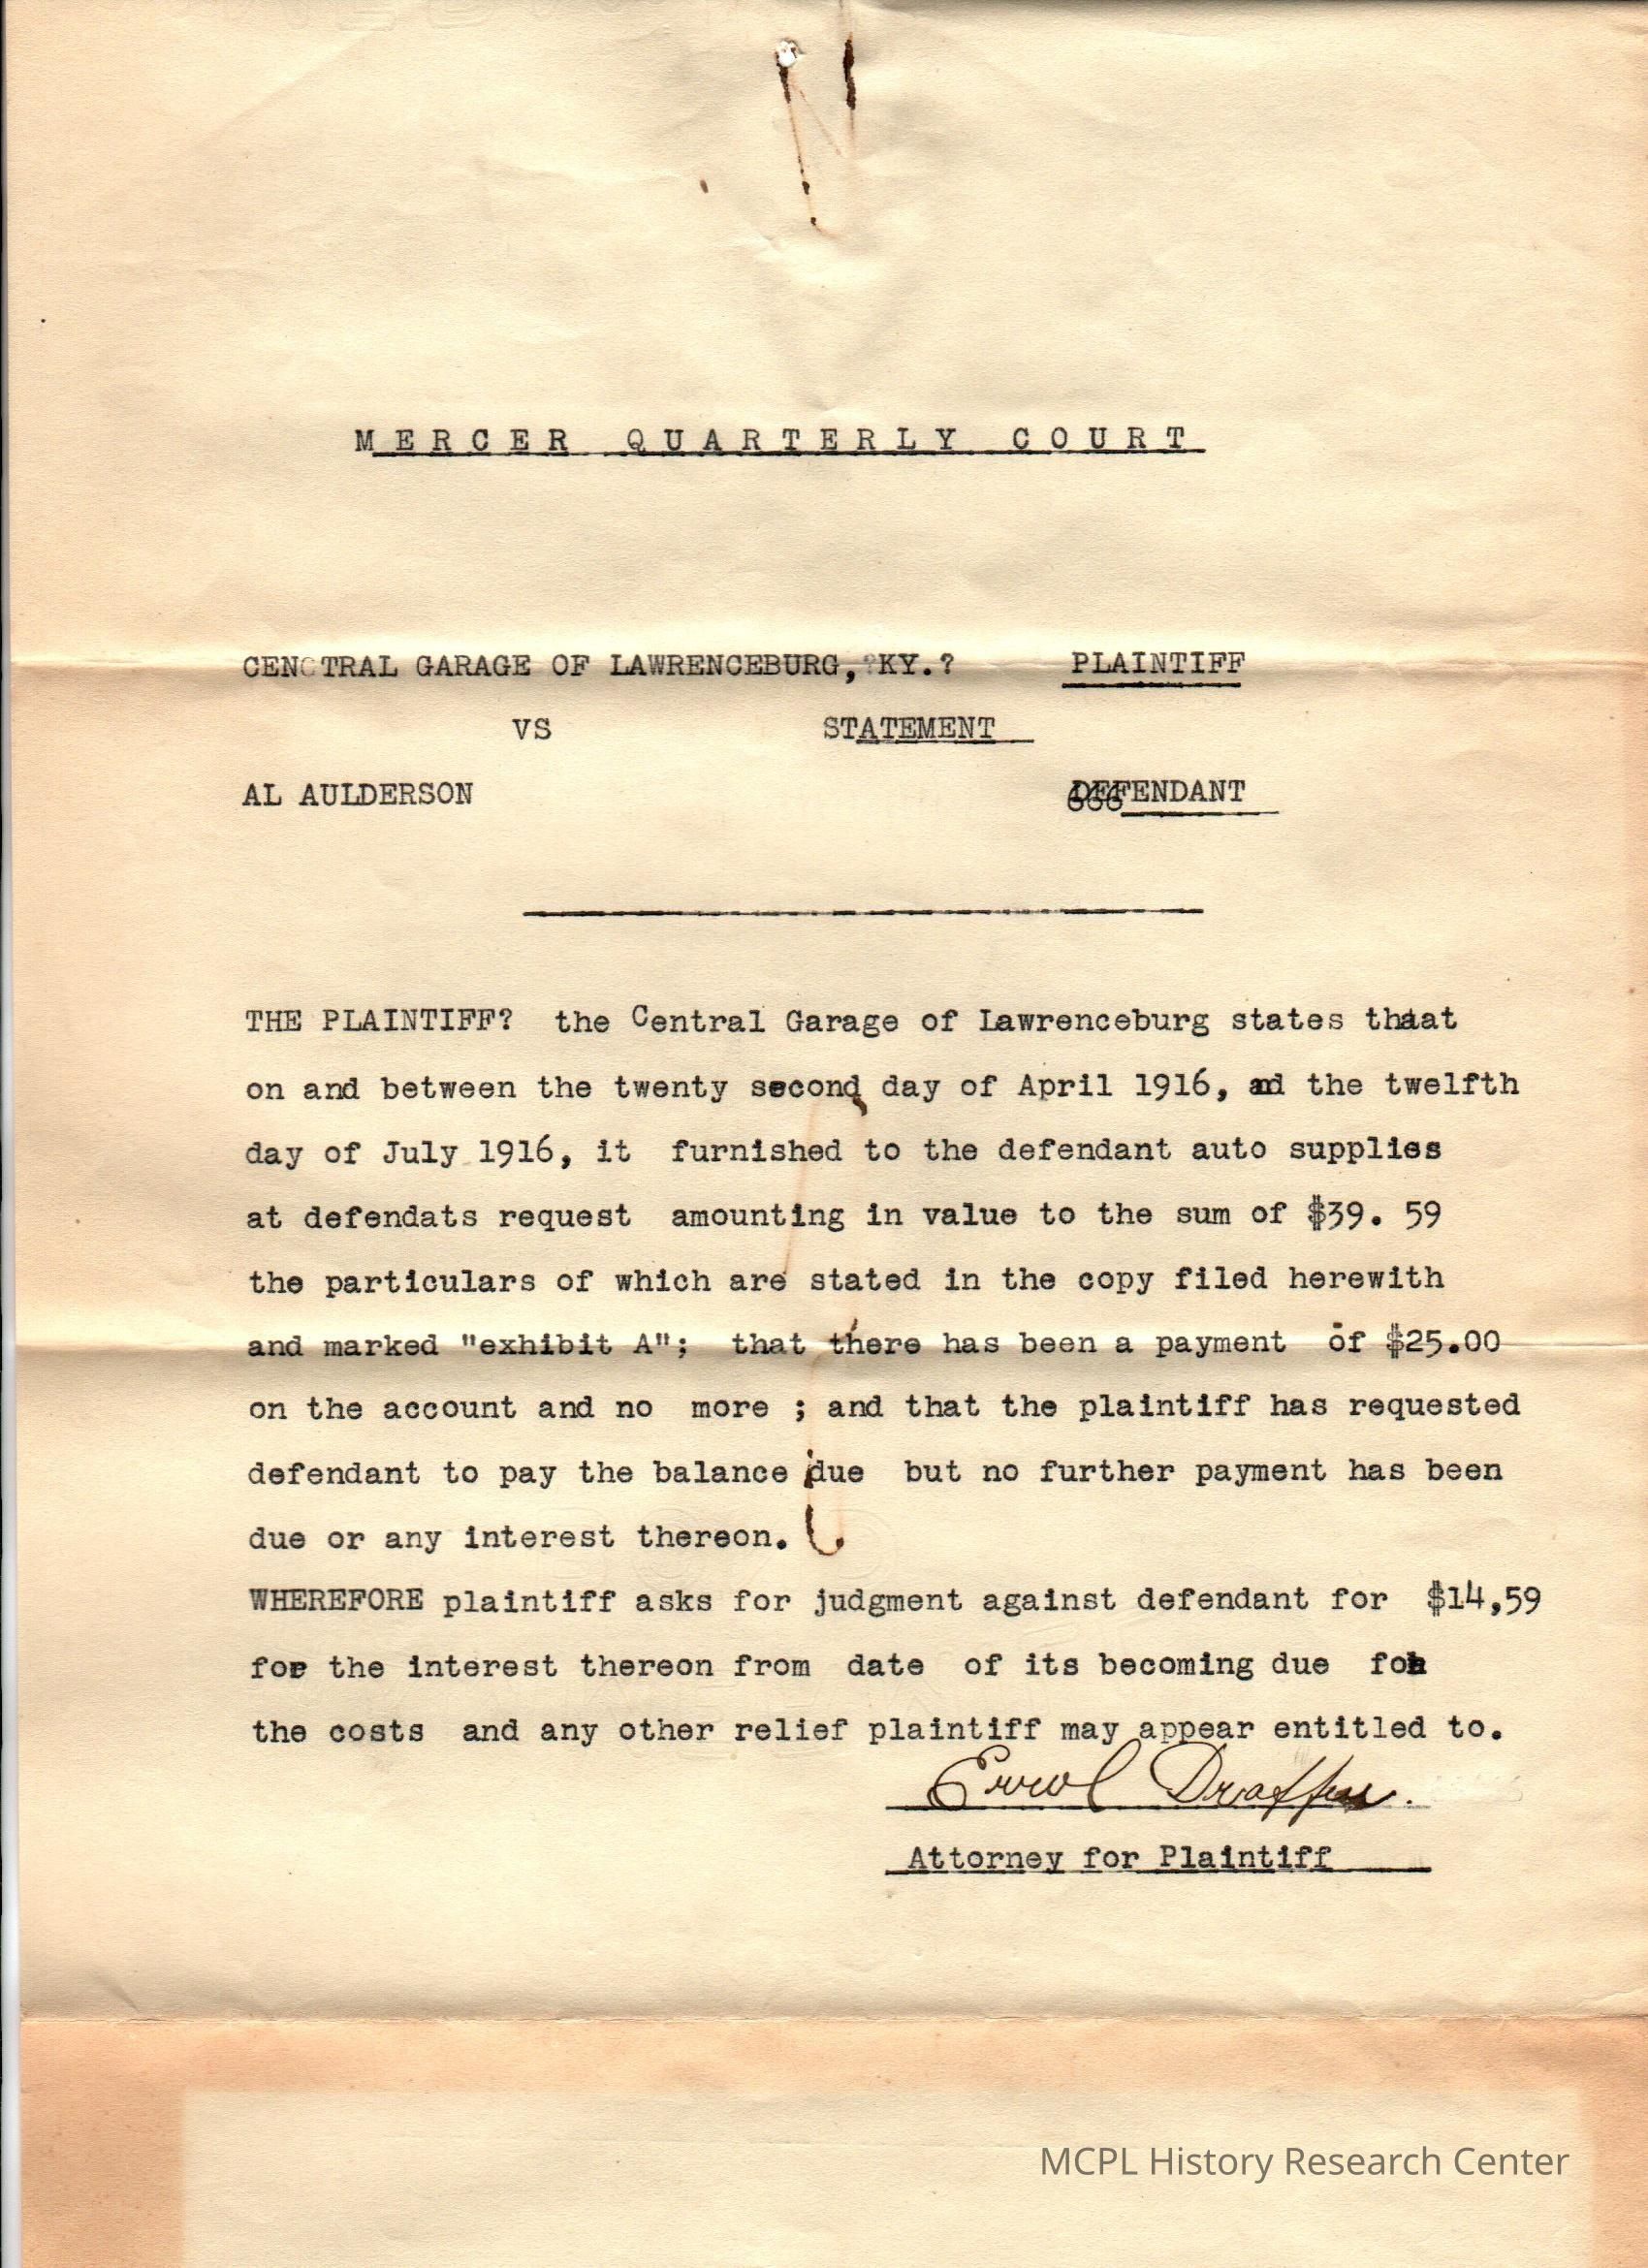 MERCER QUARTERLY COURT
CENCTRAL GARAGE OF LAWRENCEBURG, ?KY.? PLAINTIFF
VS STATEMENT
AL AULDERSON DEFENDANT
THE PLAINTIFF? the Central Garage of Lawrenceburg states thaat
on and between the twenty second day of April 1916, and the twelfth
day of July 1916, it furnished to the defendant auto supplies
at defendats request amounting in value to the sum of $39. 59
the particulars of which are stated in the copy filed herewith
and marked "exhibit A"; that there has been a payment of $25.00
on the account and no more ; and that the plaintiff has requested
defendant to pay the balance due but no further payment has been
due or any interest thereon.
WHEREFORE plaintiff asks for judgment against defendant for $14,59
for the interest thereon from date of its becoming due for
the costs and any other relief plaintiff may appear entitled to.
Errol Draffen.
Attorney for Plaintiff
MCPL History Research Center